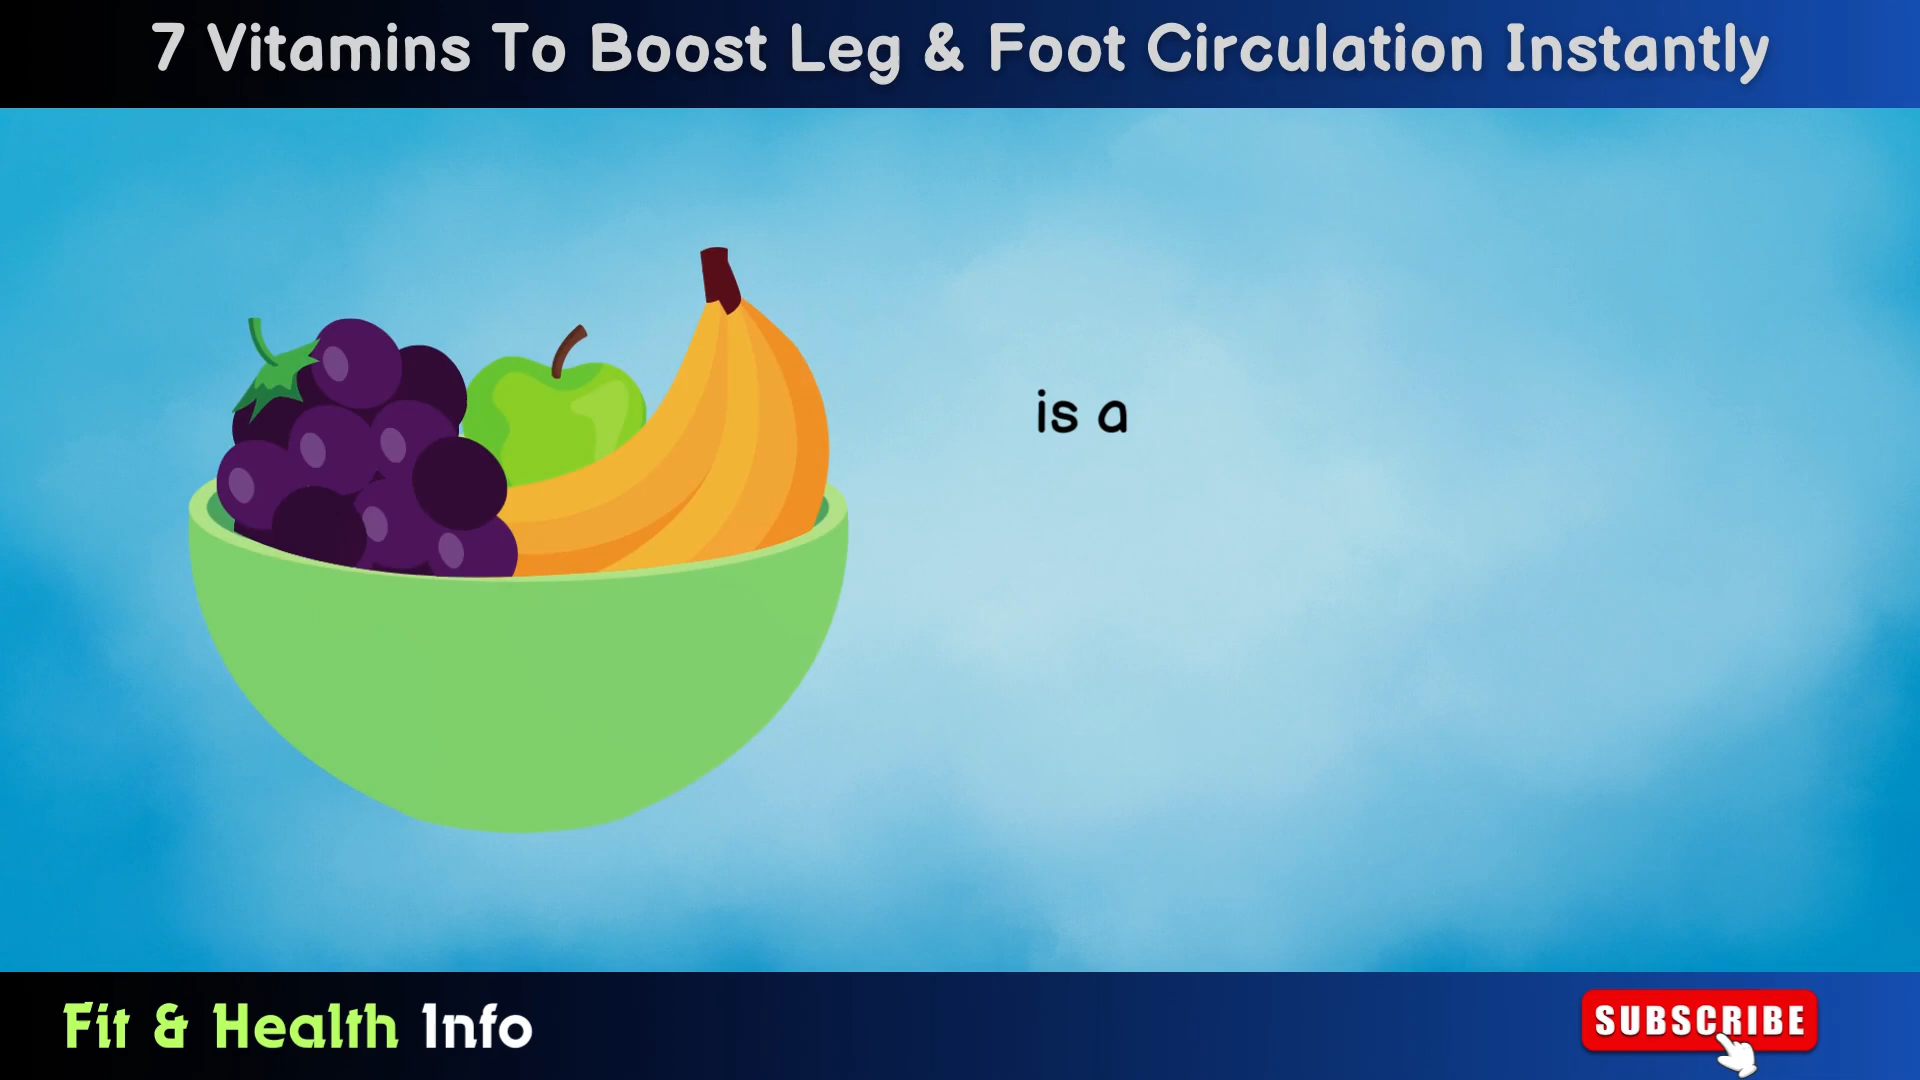 7 Vitamins To Boost Leg & Foot Circulation Instantly
is a
Fit & Health Info
SUBSCRIBE